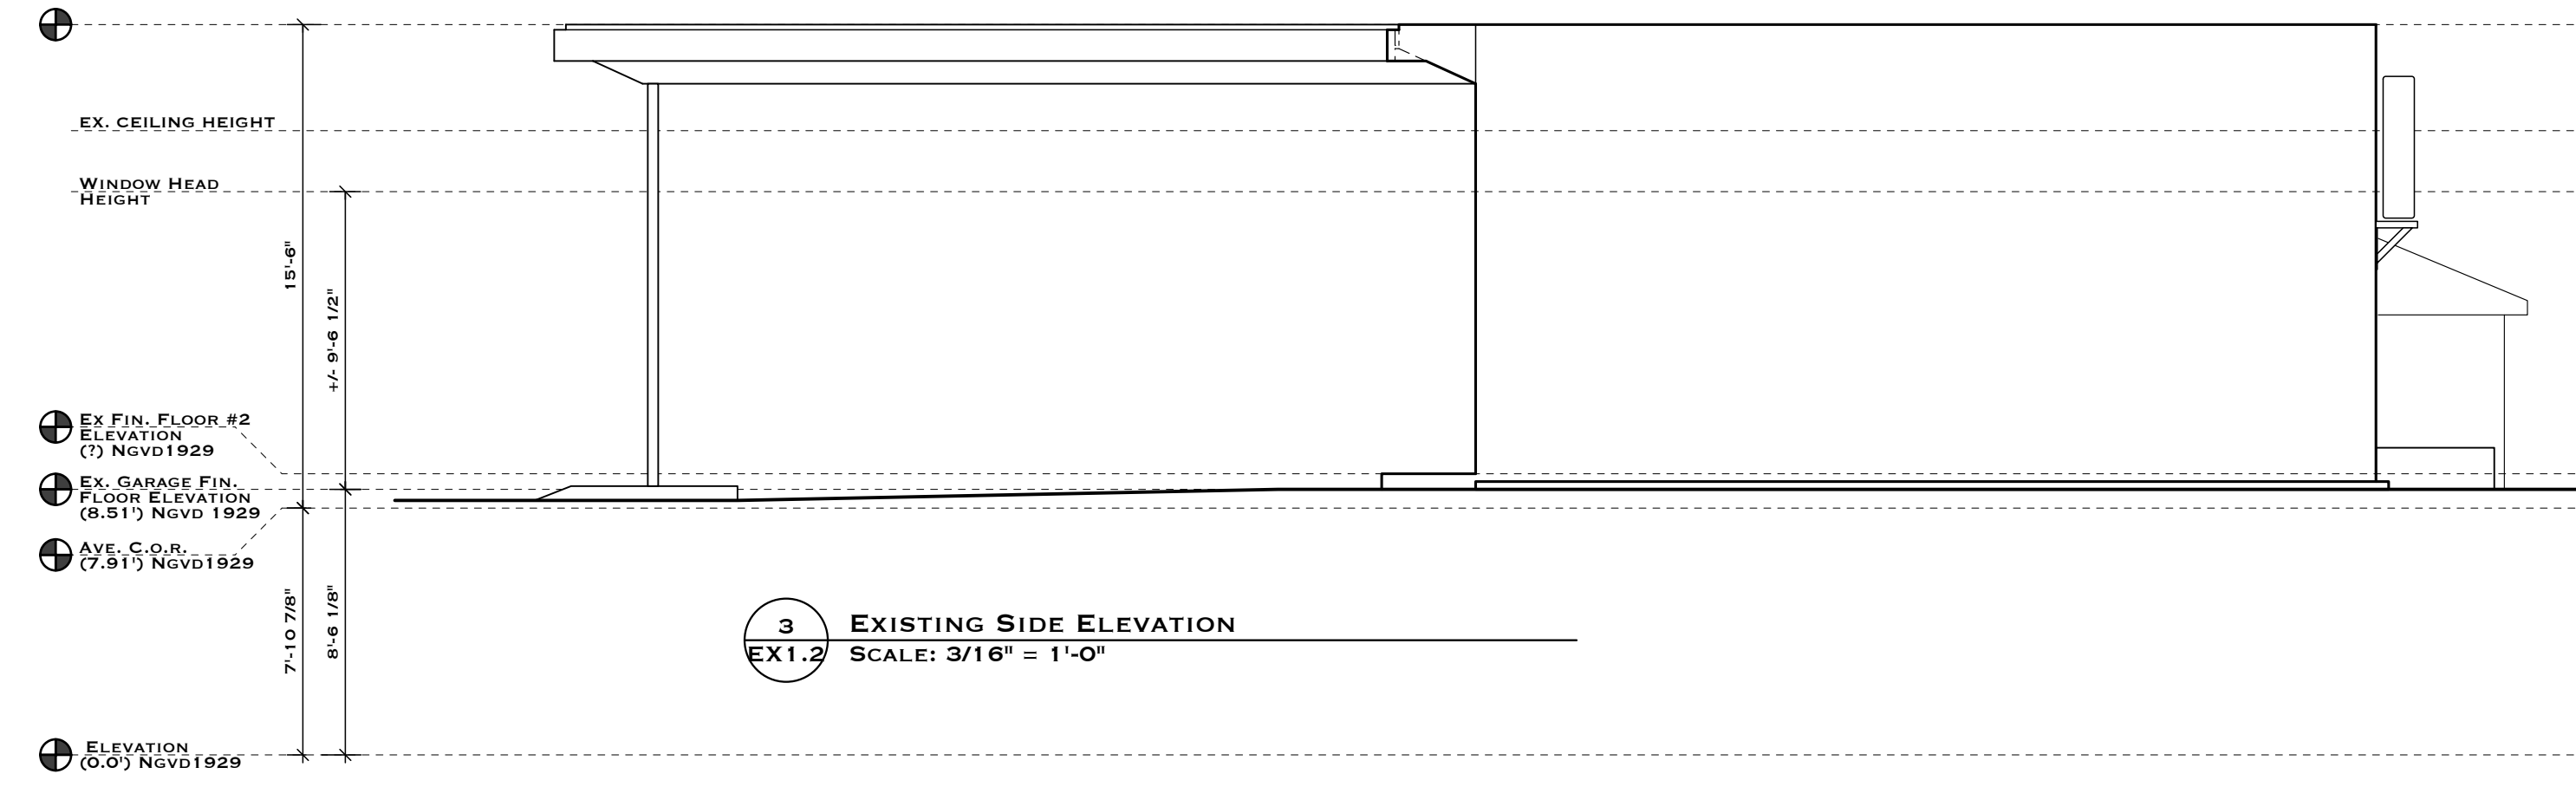 EX. CEILING HEIGHT
WINDOW HEAD
HEIGHT
15'-6"
+/- 9'-6 1/2"
EX FIN. FLOOR #2
ELEVATION
(?) NGVD1929
EX. GARAGE FIN.
FLOOR ELEVATION
(8.51') NGVD 1929
AVE. C.O.R.
(7.91') NGVD1929
7'-10 7/8"
8'-6 1/8"
3
EXISTING SIDE ELEVATION
EX1.2
SCALE: 3/16" = 1'-0"
ELEVATION
(0.0') NGVD1929